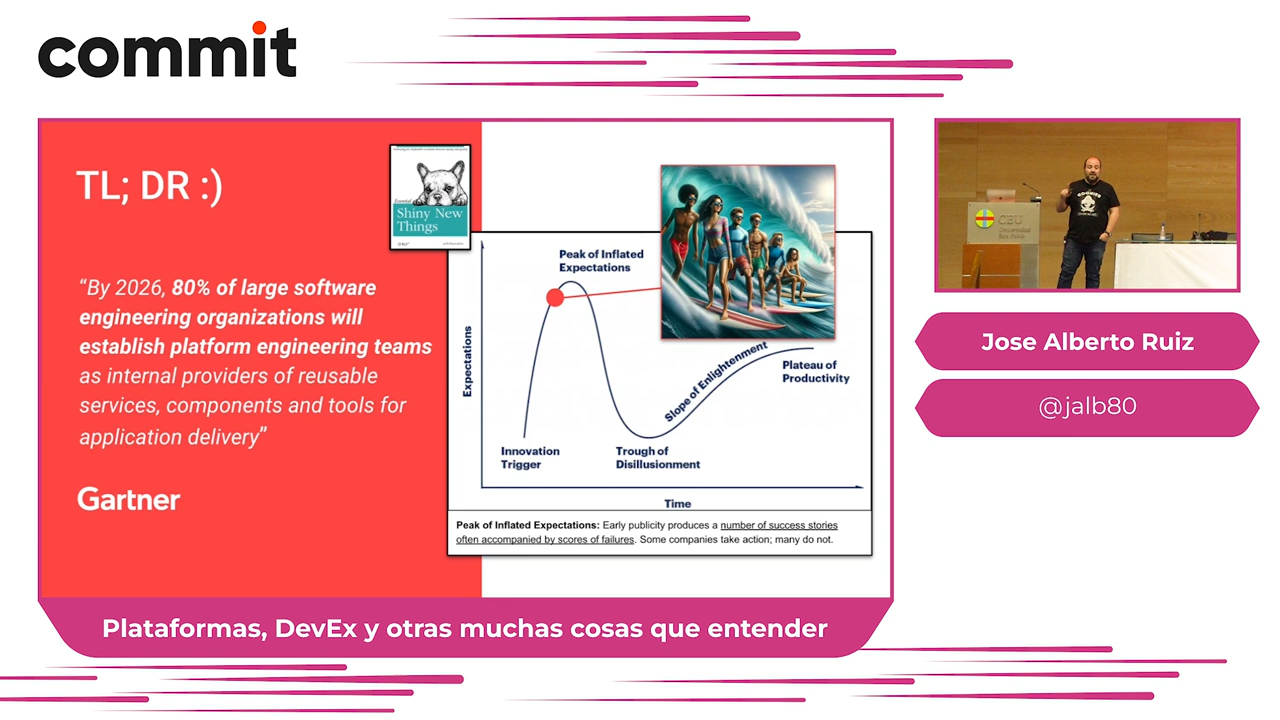 commit
TL; DR :)
Essential
Shiny New
Things
“By 2026, 80% of large software
engineering organizations will
establish platform engineering teams
as internal providers of reusable
services, components and tools for
application delivery”
Gartner
Peak of Inflated
Expectations
Expectations
Slope of Enlightenment
Plateau of
Productivity
Innovation
Trigger
Trough of
Disillusionment
Time
Peak of Inflated Expectations: Early publicity produces a number of success stories
often accompanied by scores of failures. Some companies take action; many do not.
CEU
Universidad
San Pablo
Jose Alberto Ruiz
@jalb80
Plataformas, DevEx y otras muchas cosas que entender